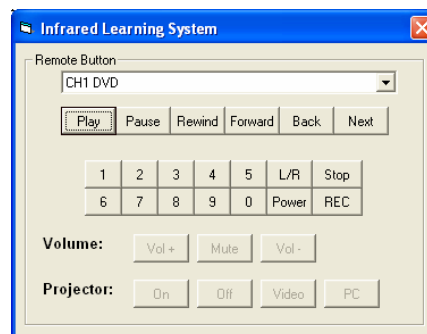 Infrared Learning System
Remote Button
CH1 DVD
Play Pause Rewind Forward Back Next
1 2 3 4 5 L/R Stop
6 7 8 9 0 Power REC
Volume: Vol + Mute Vol -
Projector: On Off Video PC